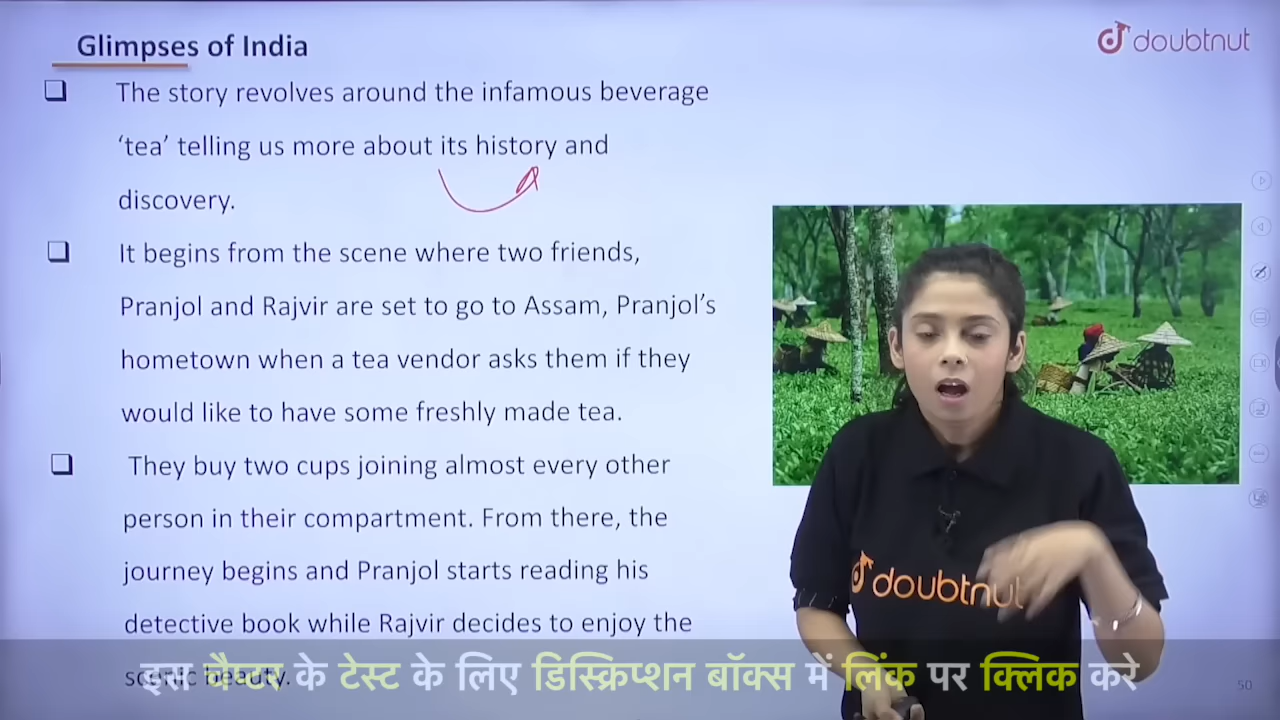 Glimpses of India
doubtnut
The story revolves around the infamous beverage
‘tea’ telling us more about its history and
discovery.
It begins from the scene where two friends,
Pranjol and Rajvir are set to go to Assam, Pranjol’s
hometown when a tea vendor asks them if they
would like to have some freshly made tea.
They buy two cups joining almost every other
person in their compartment. From there, the
journey begins and Pranjol starts reading his
detective book while Rajvir decides to enjoy the
scenic beauty.
doubtnut
इस चैप्टर के टेस्ट के लिए डिस्क्रिप्शन बॉक्स में लिंक पर क्लिक करे
50